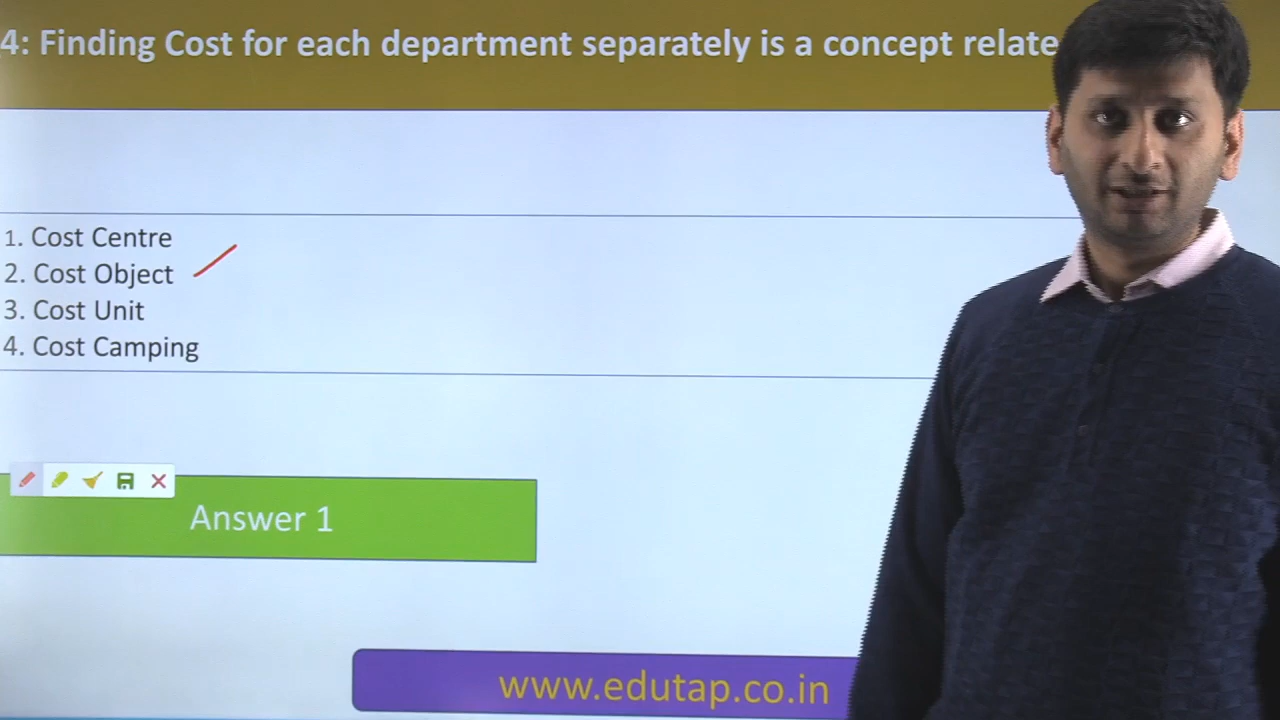 4: Finding Cost for each department separately is a concept relate
1. Cost Centre
2. Cost Object
3. Cost Unit
4. Cost Camping
Answer 1
www.edutap.co.in